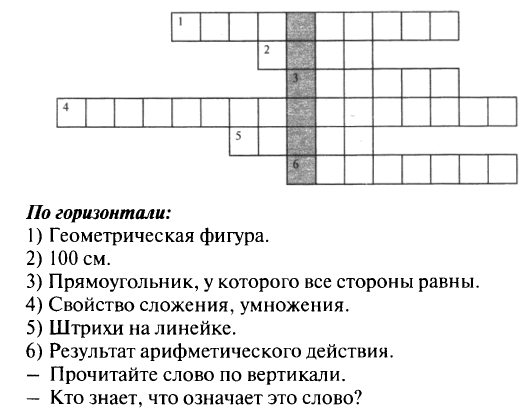 1
2
3
4
5
6
По горизонтали:
1) Геометрическая фигура.
2) 100 см.
3) Прямоугольник, у которого все стороны равны.
4) Свойство сложения, умножения.
5) Штрихи на линейке.
6) Результат арифметического действия.
– Прочитайте слово по вертикали.
– Кто знает, что означает это слово?